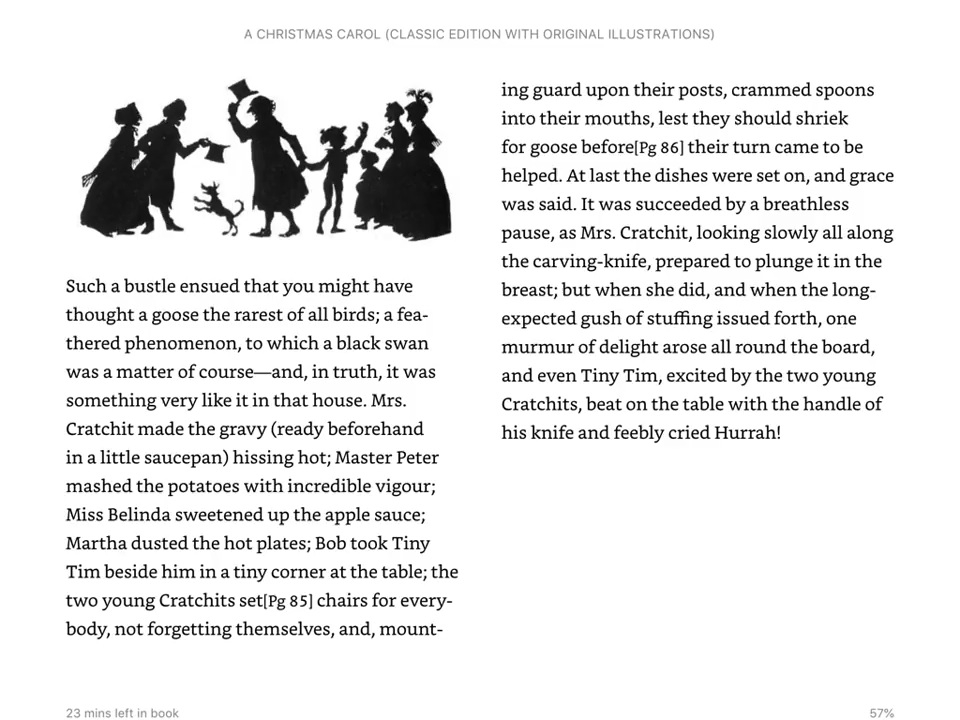 A CHRISTMAS CAROL (CLASSIC EDITION WITH ORIGINAL ILLUSTRATIONS)
Such a bustle ensued that you might have
thought a goose the rarest of all birds; a fea-
thered phenomenon, to which a black swan
was a matter of course—and, in truth, it was
something very like it in that house. Mrs.
Cratchit made the gravy (ready beforehand
in a little saucepan) hissing hot; Master Peter
mashed the potatoes with incredible vigour;
Miss Belinda sweetened up the apple sauce;
Martha dusted the hot plates; Bob took Tiny
Tim beside him in a tiny corner at the table; the
two young Cratchits set[Pg 85] chairs for every-
body, not forgetting themselves, and, mount-
ing guard upon their posts, crammed spoons
into their mouths, lest they should shriek
for goose before[Pg 86] their turn came to be
helped. At last the dishes were set on, and grace
was said. It was succeeded by a breathless
pause, as Mrs. Cratchit, looking slowly all along
the carving-knife, prepared to plunge it in the
breast; but when she did, and when the long-
expected gush of stuffing issued forth, one
murmur of delight arose all round the board,
and even Tiny Tim, excited by the two young
Cratchits, beat on the table with the handle of
his knife and feebly cried Hurrah!
23 mins left in book
57%